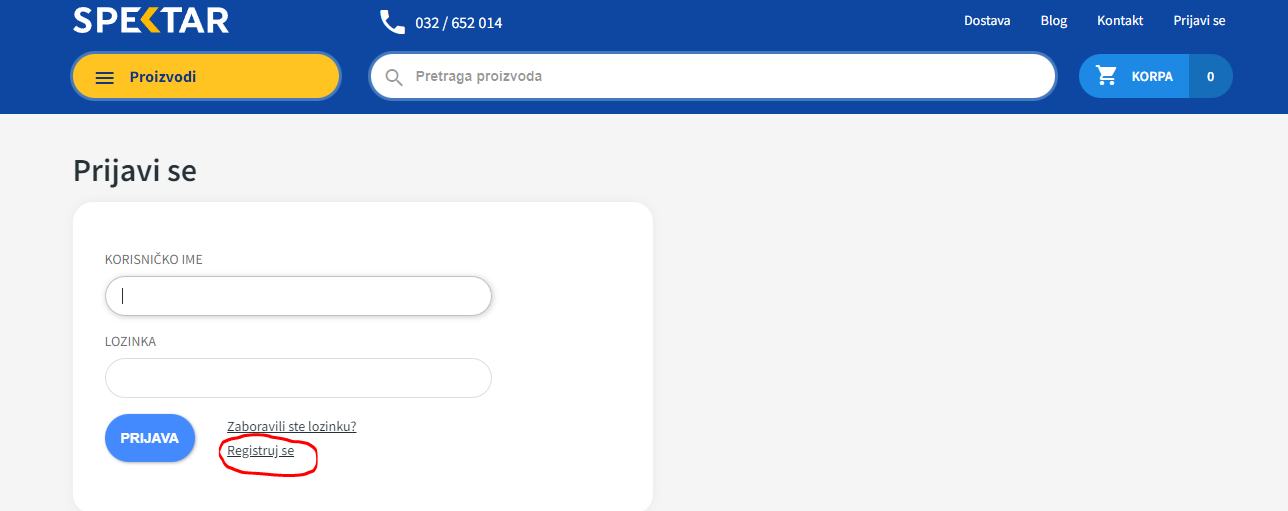 SPEKTAR
032 / 652 014
Dostava
Blog
Kontakt
Prijavi se
Proizvodi
Pretraga proizvoda
KORPA
0
Prijavi se
KORISNIČKO IME
LOZINKA
PRIJAVA
Zaboravili ste lozinku?
Registruj se